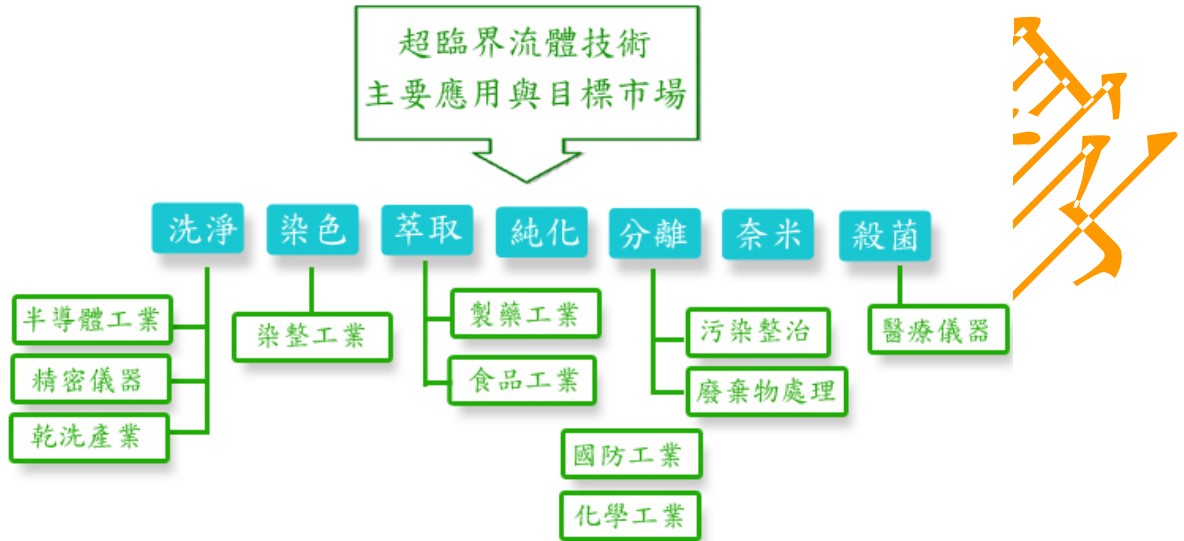 超臨界流體技術
主要應用與目標市場
洗淨
染色
萃取
純化
分離
奈米
殺菌
半導體工業
精密儀器
乾洗產業
染整工業
製藥工業
食品工業
污染整治
廢棄物處理
醫療儀器
國防工業
化學工業